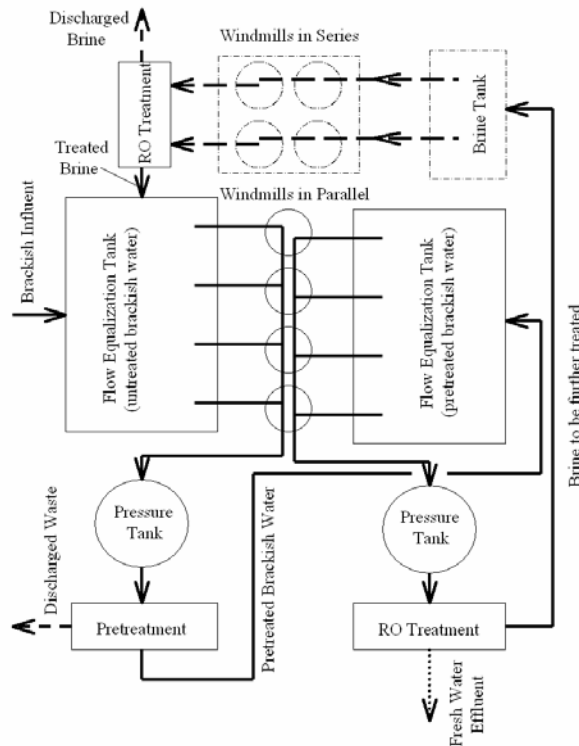 Discharged
Brine
Windmills in Series
RO Treatment
Brine Tank
Treated
Brine
Windmills in Parallel
Brackish Influent
Flow Equalization Tank
(untreated brackish water)
Flow Equalization Tank
(pretreated brackish water)
Brine to be further treated
Pressure
Tank
Pressure
Tank
Discharged Waste
Pretreated Brackish Water
Pretreatment
RO Treatment
Fresh Water
Effluent